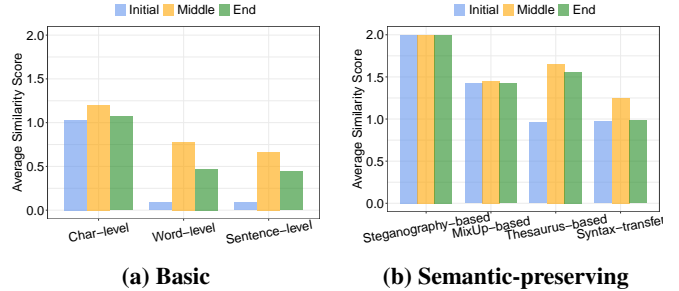 Initial Middle End
Average Similarity Score
2.0
1.5
1.0
0.5
0.0
Char−level Word−level Sentence−level
(a) Basic
Initial Middle End
Average Similarity Score
2.0
1.5
1.0
0.5
0.0
Steganography−based MixUp−based Thesaurus−based Syntax−transfer
(b) Semantic-preserving